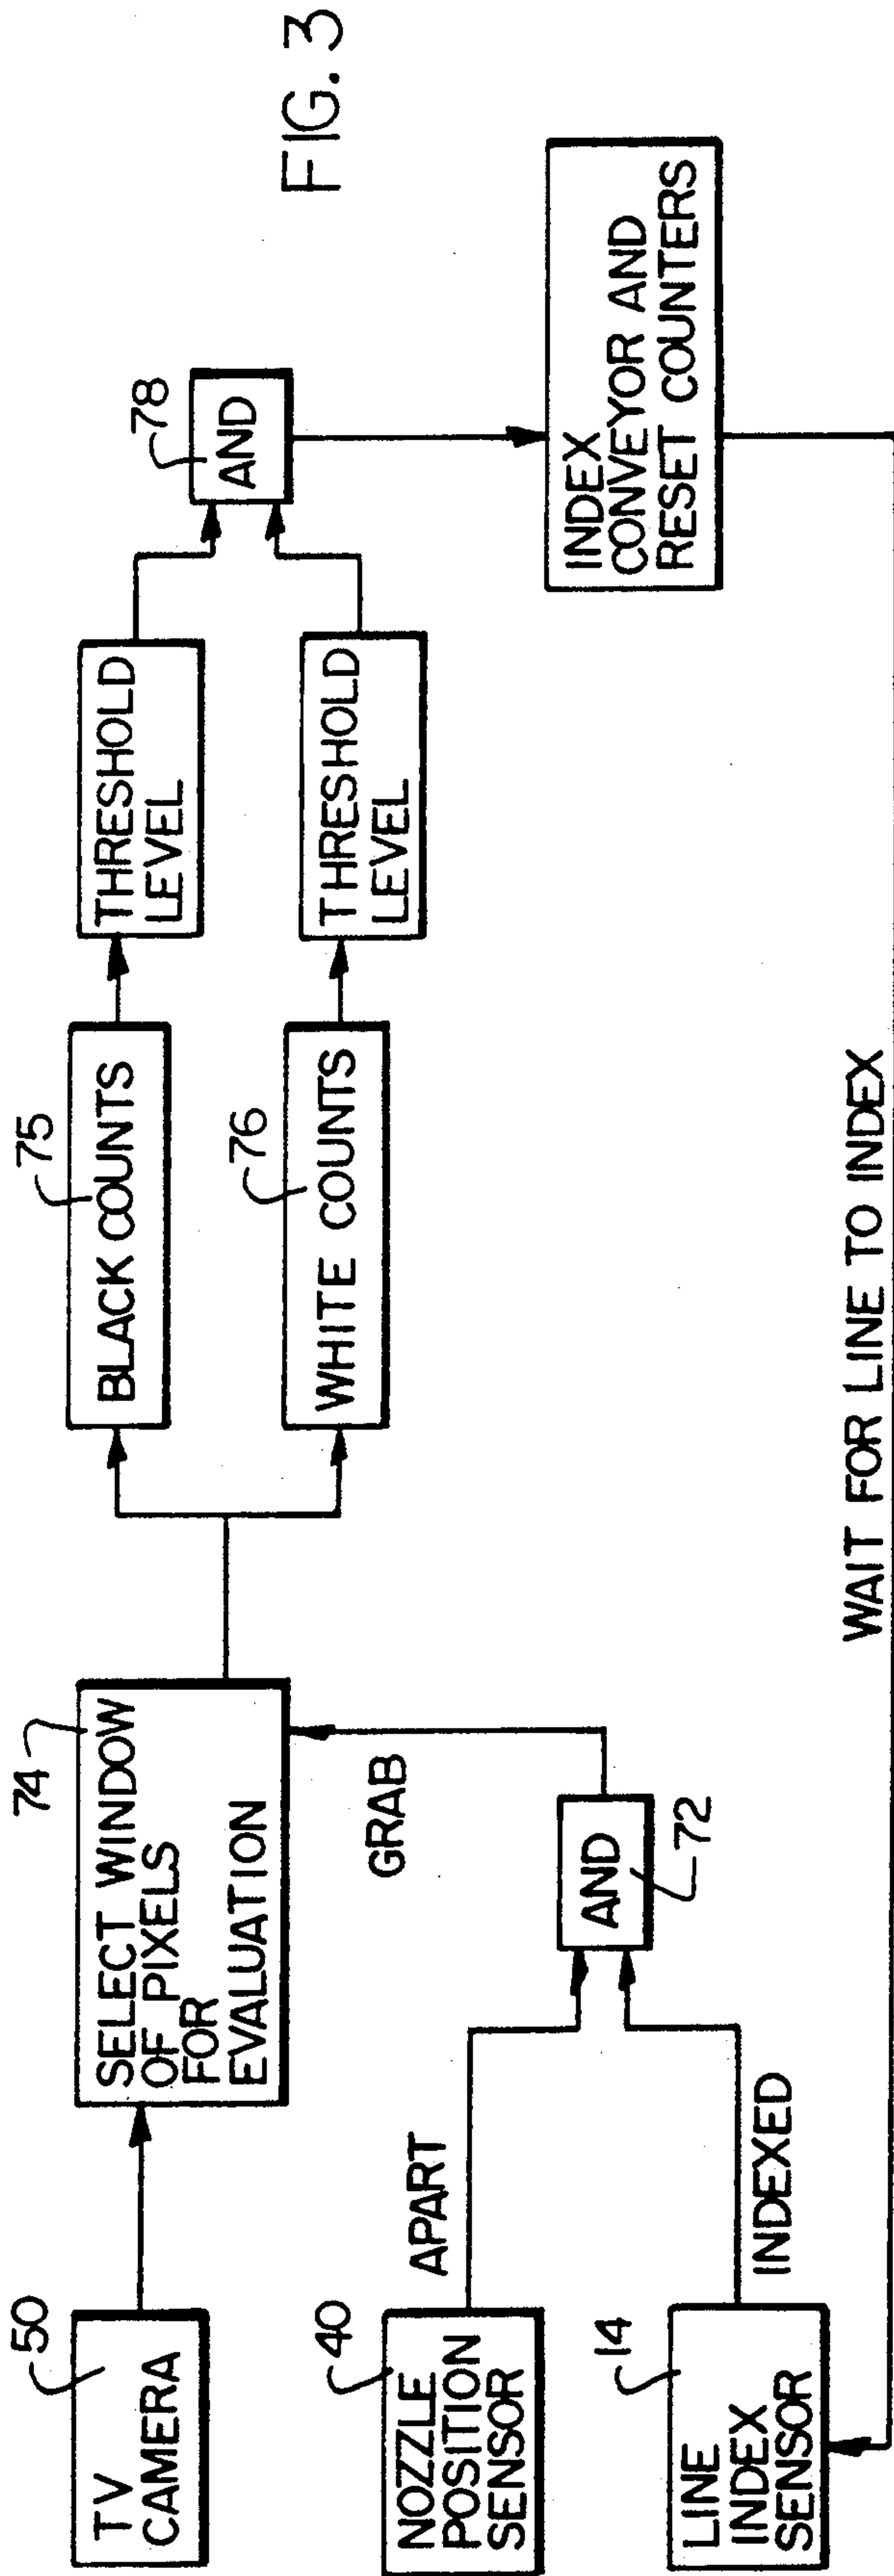 FIG. 3
50
TV
CAMERA
74
SELECT WINDOW
OF PIXELS
FOR
EVALUATION
75
BLACK COUNTS
THRESHOLD
LEVEL
78
AND
76
WHITE COUNTS
THRESHOLD
LEVEL
40
NOZZLE
POSITION
SENSOR
APART
GRAB
AND
72
14
LINE
INDEX
SENSOR
INDEXED
INDEX
CONVEYOR AND
RESET COUNTERS
WAIT FOR LINE TO INDEX